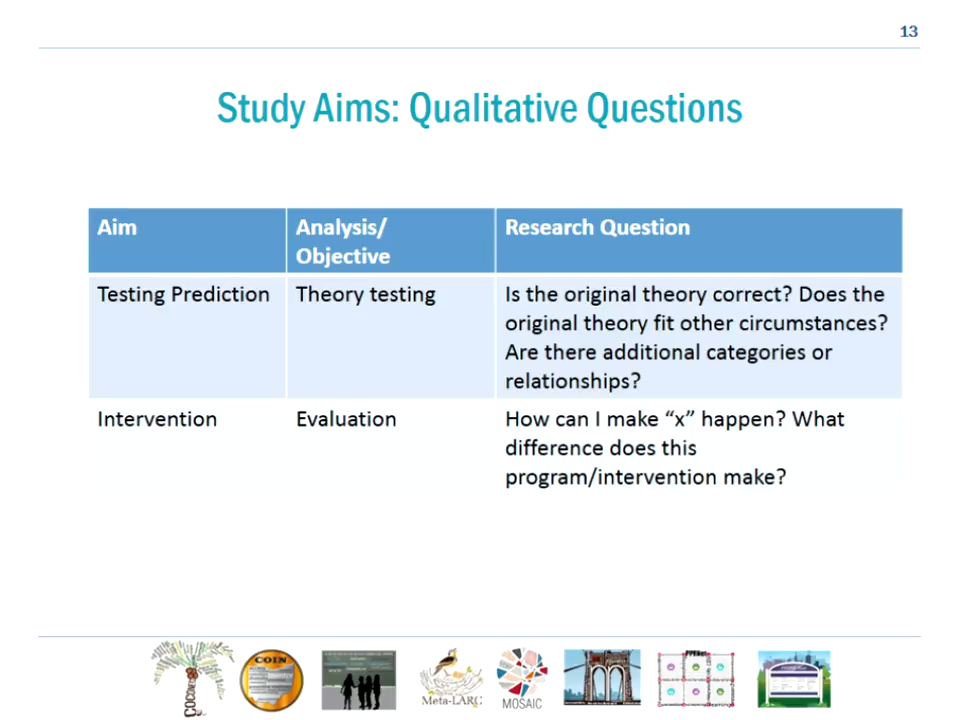 13
Study Aims: Qualitative Questions
Aim
Analysis/
Objective
Research Question
Testing Prediction
Theory testing
Is the original theory correct? Does the
original theory fit other circumstances?
Are there additional categories or
relationships?
Intervention
Evaluation
How can I make “x” happen? What
difference does this
program/intervention make?
COCONet
COIN
Meta-LARC
MOSAIC
PPRNet